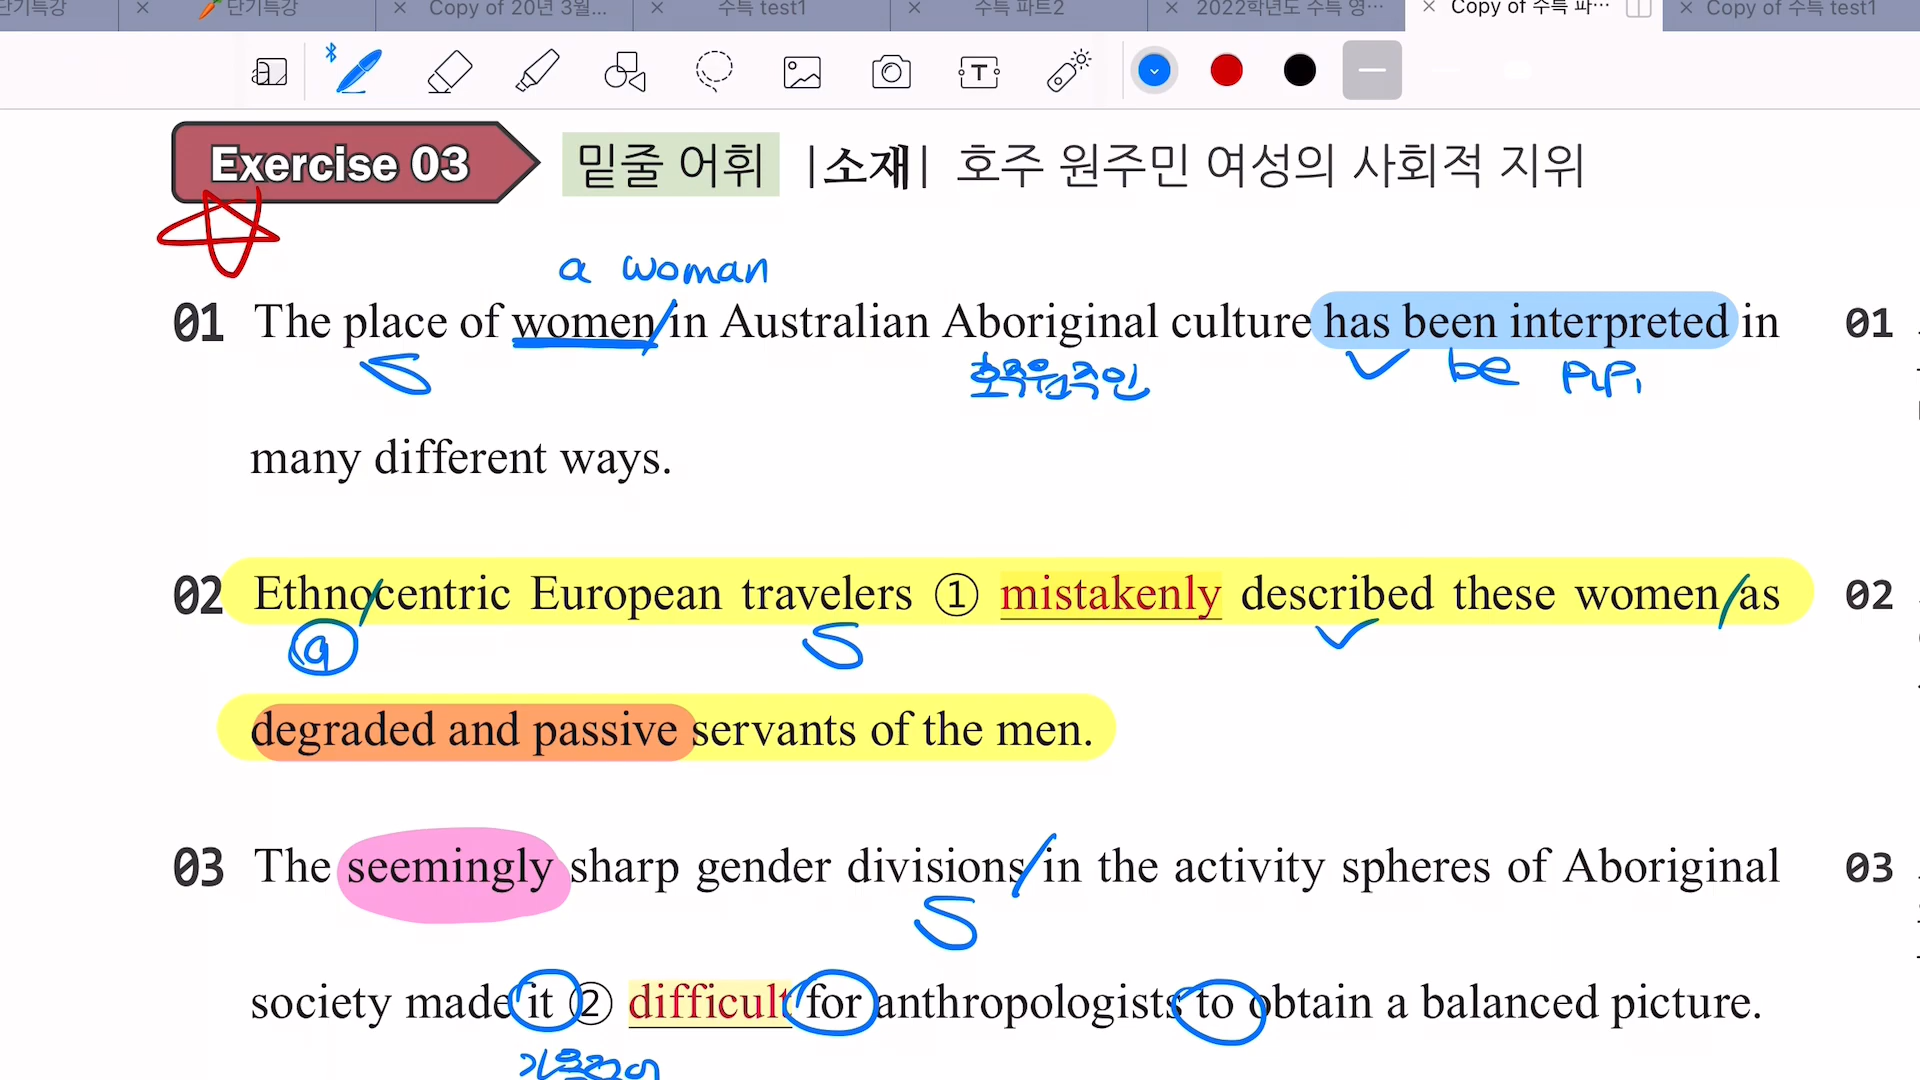 단기특강
단기특강
Copy of 20년 3월...
수특 test1
수특 파트2
2022학년도 수특 영...
Copy of 수특 파...
Copy of 수특 test1
Exercise 03 밑줄 어휘 |소재| 호주 원주민 여성의 사회적 지위
a woman
01 The place of women/in Australian Aboriginal culture has been interpreted in 01
S 호주원주민 be p.p.
many different ways.
02 Ethnocentric European travelers ① mistakenly described these women/as 02
a S
degraded and passive servants of the men.
03 The seemingly sharp gender divisions/in the activity spheres of Aboriginal 03
S
society made it ② difficult for anthropologists to obtain a balanced picture.